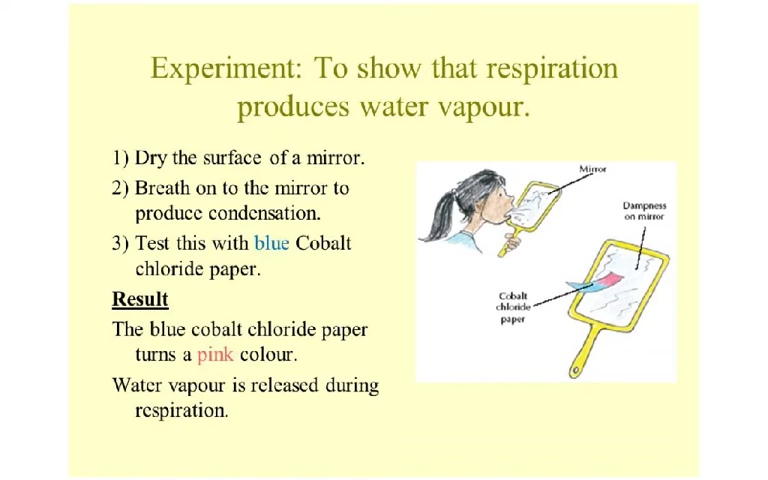 Experiment: To show that respiration
produces water vapour.
1) Dry the surface of a mirror.
2) Breath on to the mirror to
produce condensation.
3) Test this with blue Cobalt
chloride paper.
Result
The blue cobalt chloride paper
turns a pink colour.
Water vapour is released during
respiration.
Mirror
Dampness
on mirror
Cobalt
chloride
paper